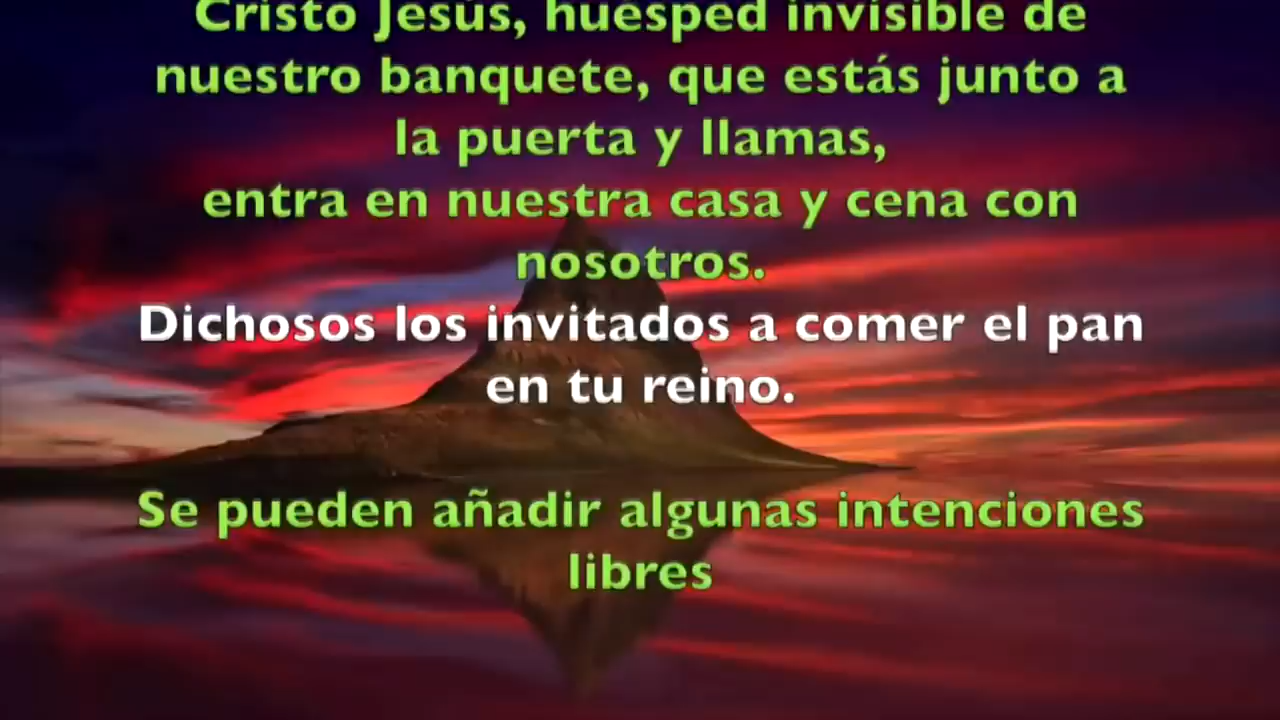 Cristo Jesús, huésped invisible de
nuestro banquete, que estás junto a
la puerta y llamas,
entra en nuestra casa y cena con
nosotros.
Dichosos los invitados a comer el pan
en tu reino.
Se pueden añadir algunas intenciones
libres